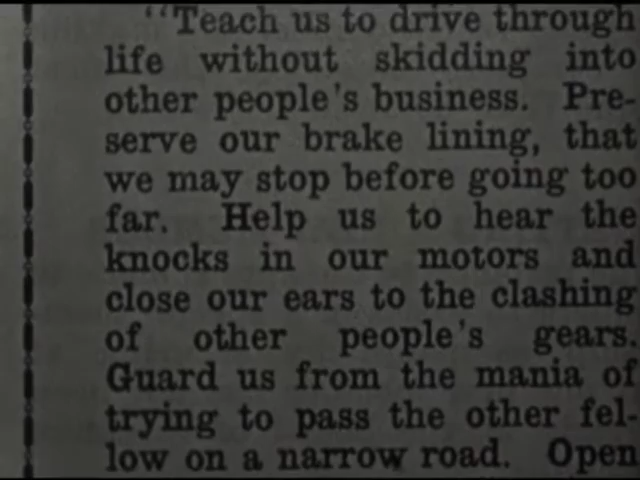 "Teach us to drive through
life without skidding into
other people's business. Pre-
serve our brake lining, that
we may stop before going too
far. Help us to hear the
knocks in our motors and
close our ears to the clashing
of other people's gears.
Guard us from the mania of
trying to pass the other fel-
low on a narrow road. Open